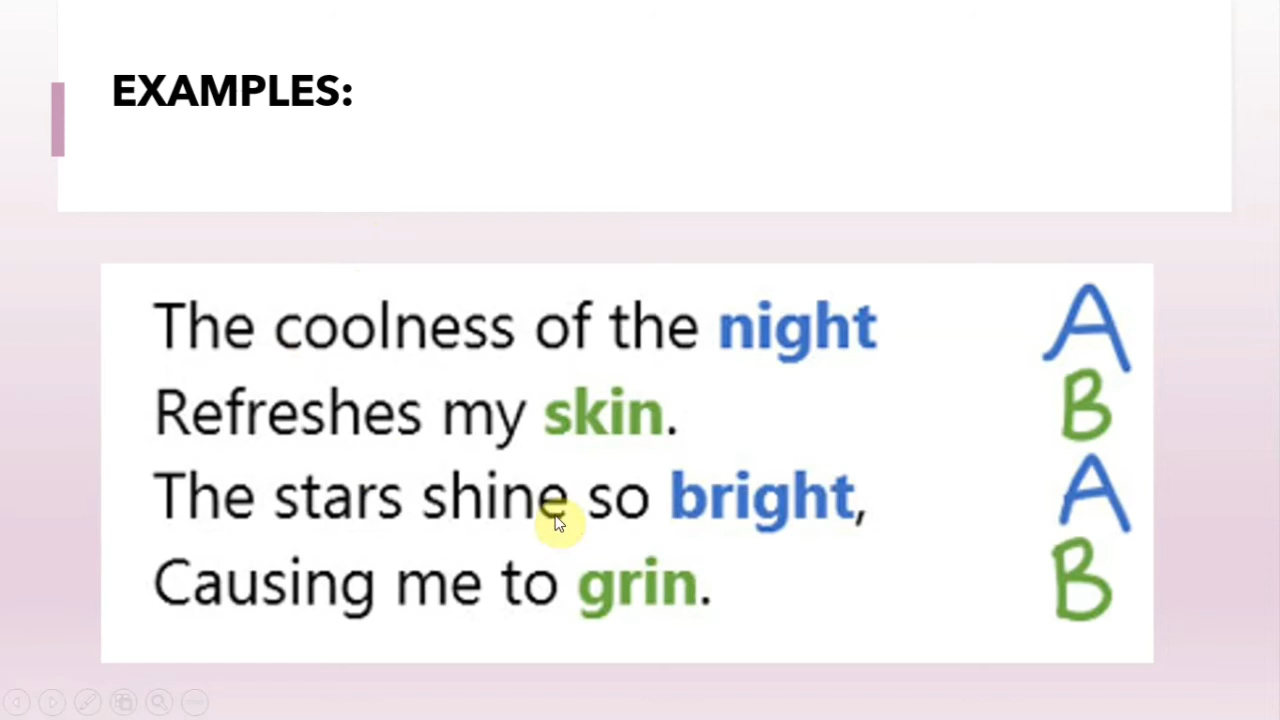 EXAMPLES:
The coolness of the night A
Refreshes my skin. B
The stars shine so bright, A
Causing me to grin. B